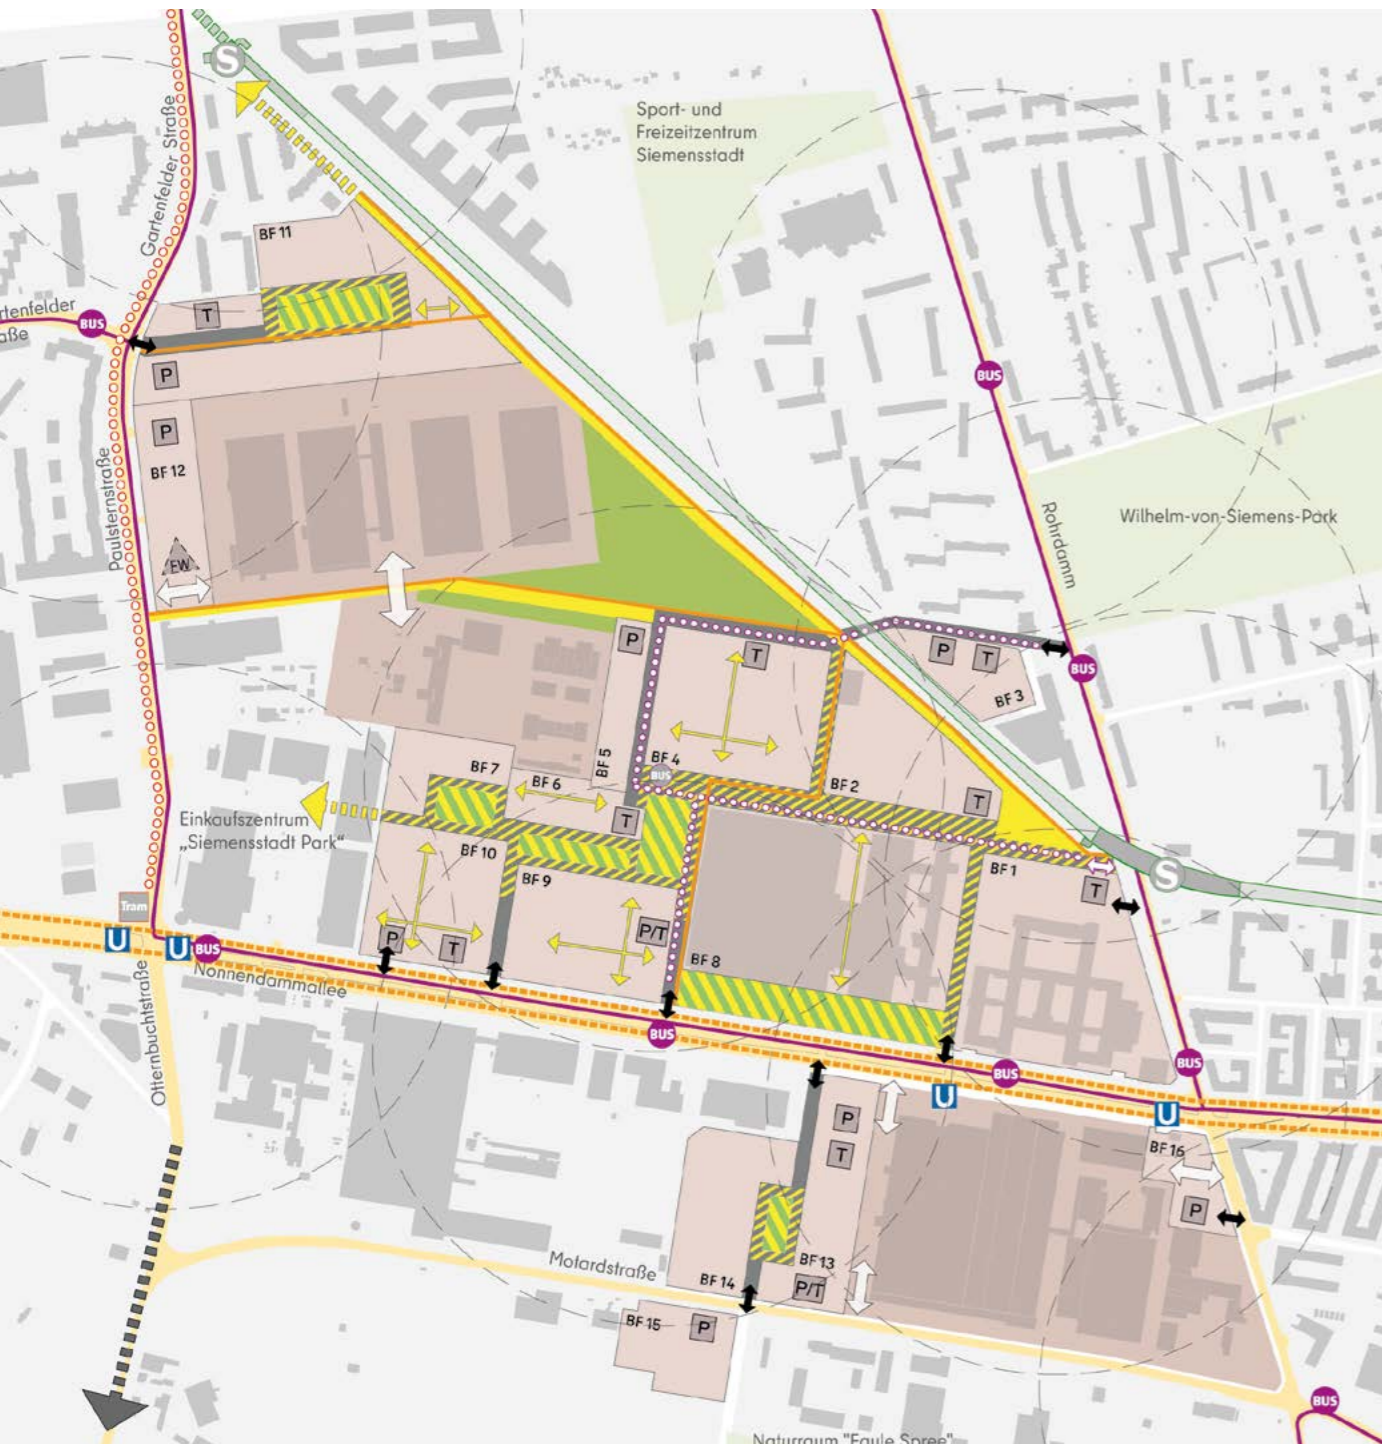 S
Sport- und
Freizeitzentrum
Siemensstadt
Gartenfelder Straße
BF 11
rtenfelder
aße
BUS
T
P
BUS
P
BF 12
Paulsternstraße
Rohrdamm
Wilhelm-von-Siemens-Park
EW
P
T
P
T
BUS
BF 3
BF 5
BF 4
BUS
BF 7
BF 6
BF 2
T
Einkaufszentrum
„Siemensstadt Park“
T
BF 10
BF 9
BF 1
S
T
Tram
U
U
BUS
P
T
P/T
BF 8
Nonnendammallee
Otternbuchtstraße
BUS
BUS
BUS
U
U
P
T
BF 16
P
Motardstraße
BF 14
BF 13
P/T
BF 15
P
BUS
Naturraum "Faule Spree"